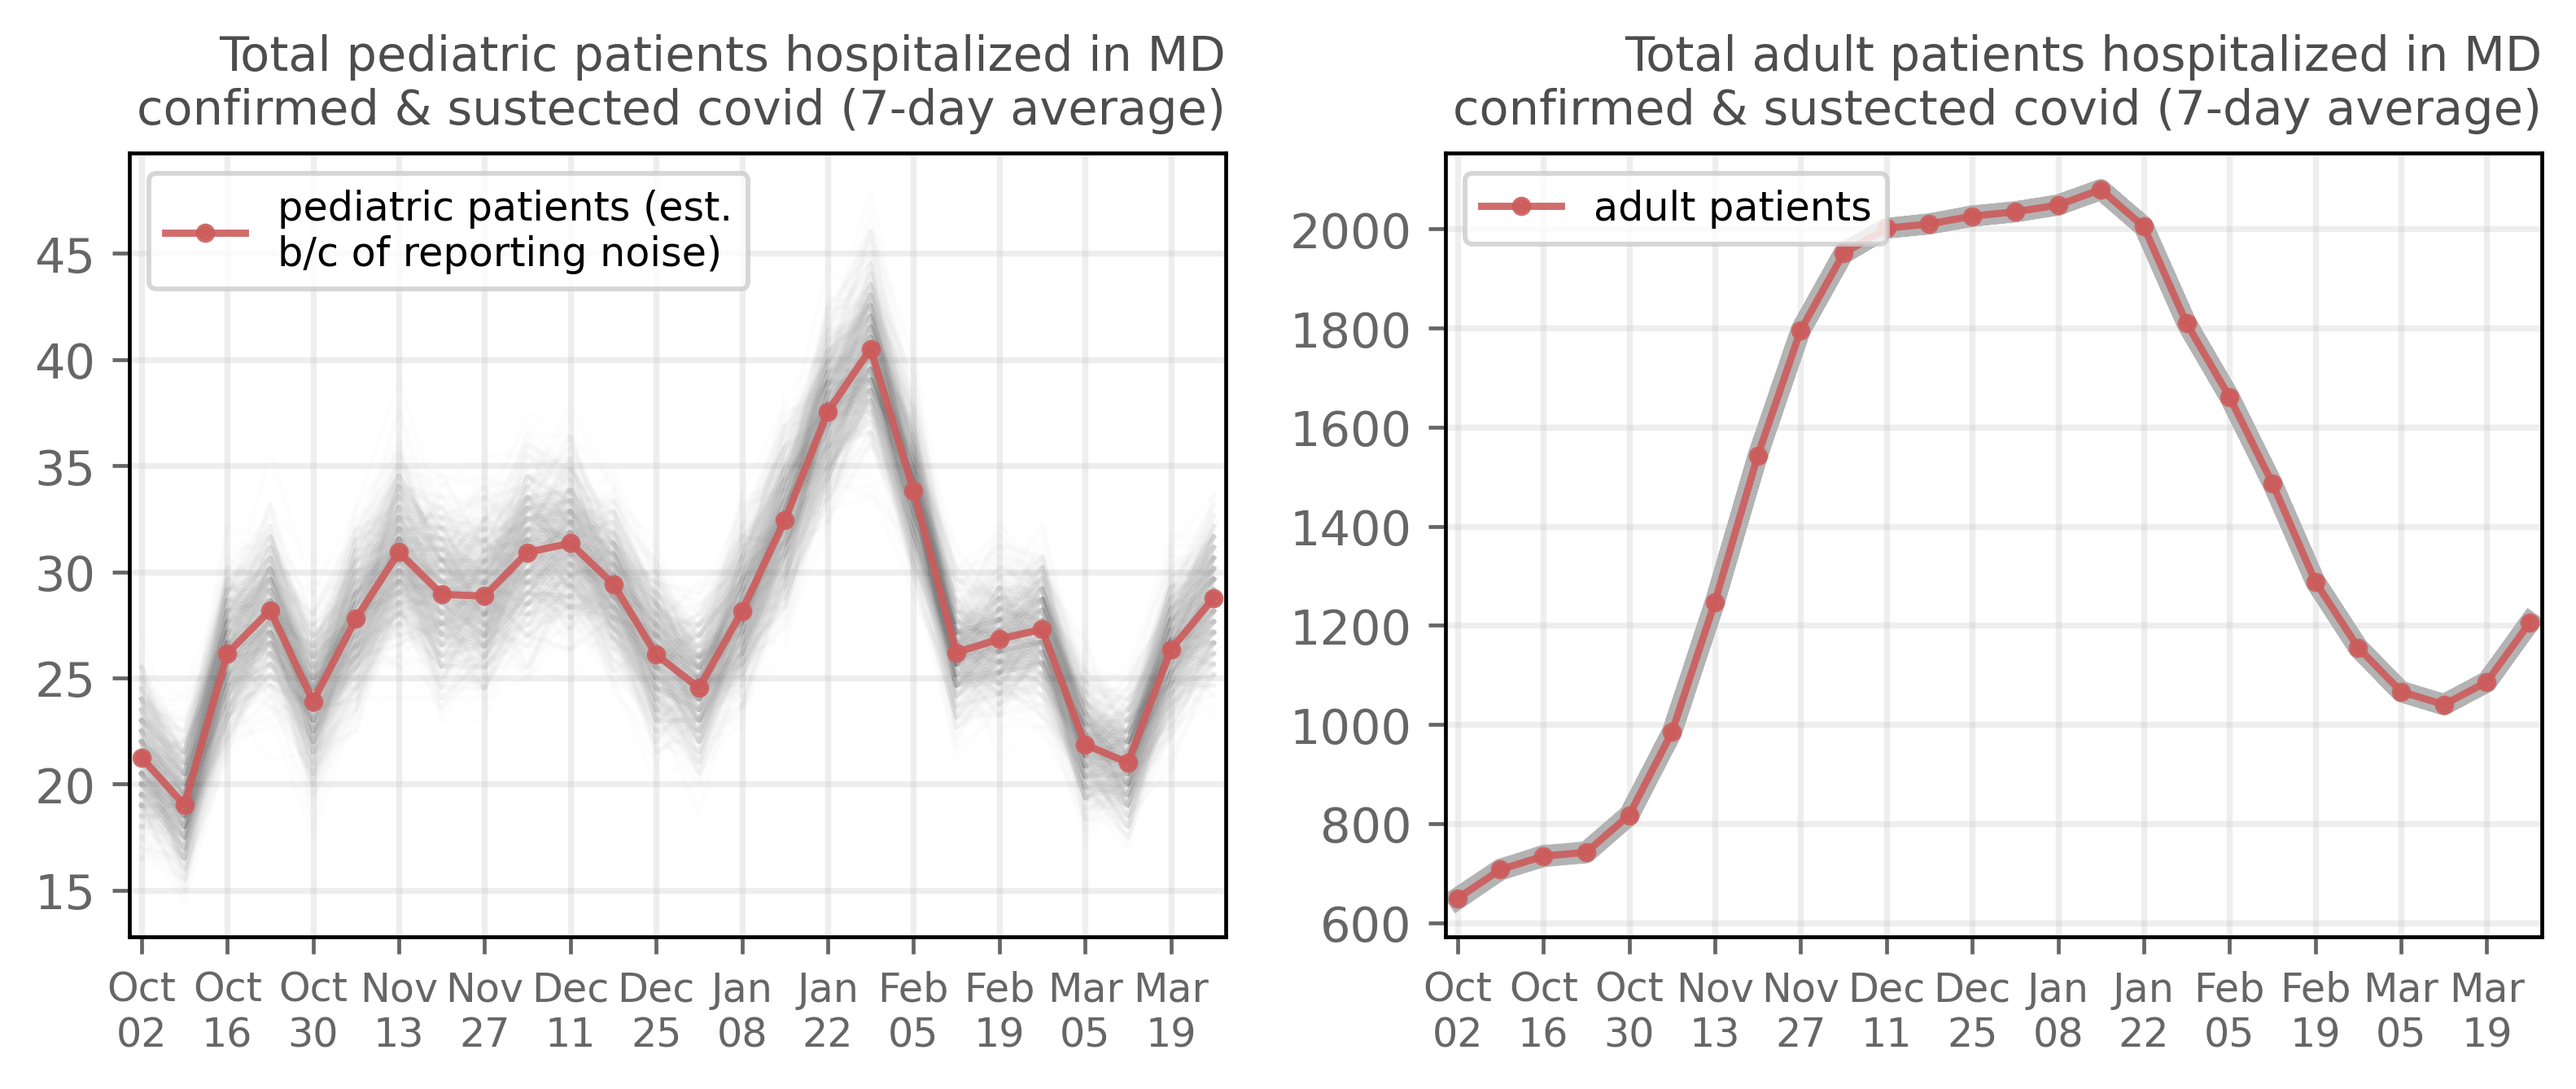 Total pediatric patients hospitalized in MD
confirmed & sustected covid (7-day average)
pediatric patients (est.
b/c of reporting noise)
45
40
35
30
25
20
15
Oct Oct Oct Nov Nov Dec Dec Jan Jan Feb Feb Mar Mar
02 16 30 13 27 11 25 08 22 05 19 05 19
Total adult patients hospitalized in MD
confirmed & sustected covid (7-day average)
adult patients
2000
1800
1600
1400
1200
1000
800
600
Oct Oct Oct Nov Nov Dec Dec Jan Jan Feb Feb Mar Mar
02 16 30 13 27 11 25 08 22 05 19 05 19